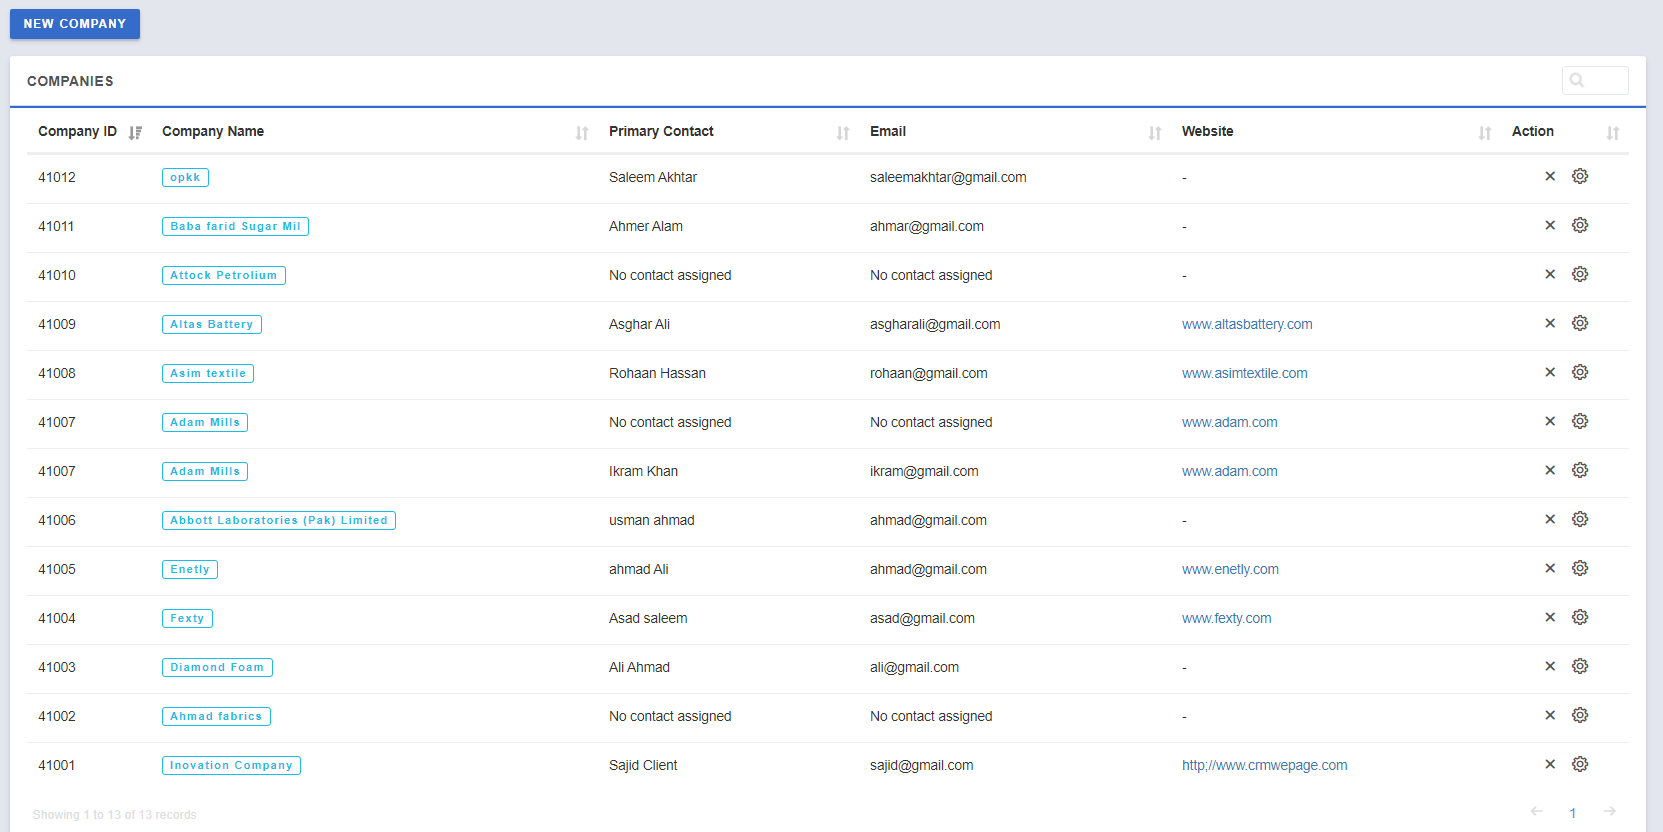 NEW COMPANY
COMPANIES
Company ID Company Name Primary Contact Email Website Action
41012 opkk Saleem Akhtar saleemakhtar@gmail.com -
41011 Baba farid Sugar Mil Ahmer Alam ahmar@gmail.com -
41010 Attock Petrolium No contact assigned No contact assigned -
41009 Altas Battery Asghar Ali asgharali@gmail.com www.altasbattery.com
41008 Asim textile Rohaan Hassan rohaan@gmail.com www.asimtextile.com
41007 Adam Mills No contact assigned No contact assigned www.adam.com
41007 Adam Mills Ikram Khan ikram@gmail.com www.adam.com
41006 Abbott Laboratories (Pak) Limited usman ahmad ahmad@gmail.com -
41005 Enetly ahmad Ali ahmad@gmail.com www.enetly.com
41004 Fexty Asad saleem asad@gmail.com www.fexty.com
41003 Diamond Foam Ali Ahmad ali@gmail.com -
41002 Ahmad fabrics No contact assigned No contact assigned -
41001 Inovation Company Sajid Client sajid@gmail.com http;//www.crmwepage.com
Showing 1 to 13 of 13 records
1